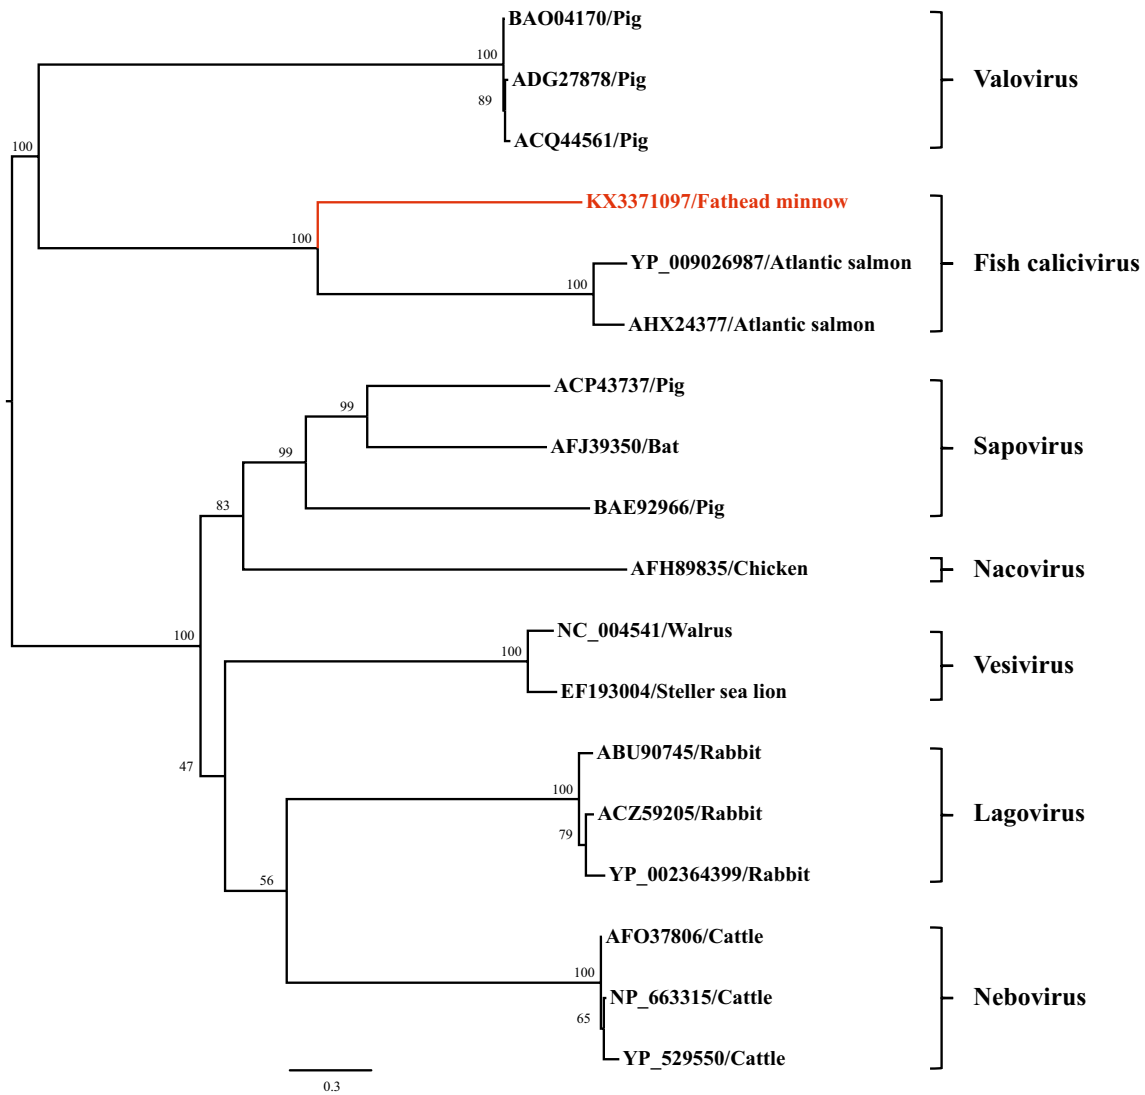 BAO04170/Pig
100
ADG27878/Pig
Valovirus
89
ACQ44561/Pig
100
KX3371097/Fathead minnow
100
YP_009026987/Atlantic salmon
Fish calicivirus
100
AHX24377/Atlantic salmon
ACP43737/Pig
99
AFJ39350/Bat
Sapovirus
99
BAE92966/Pig
83
AFH89835/Chicken
Nacovirus
NC_004541/Walrus
100
100
Vesivirus
EF193004/Steller sea lion
ABU90745/Rabbit
47
100
ACZ59205/Rabbit
Lagovirus
79
YP_002364399/Rabbit
56
AFO37806/Cattle
100
NP_663315/Cattle
Nebovirus
65
YP_529550/Cattle
0.3